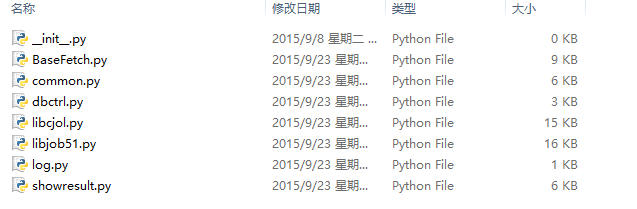 名称 修改日期 类型 大小
__init__.py 2015/9/8 星期二 ... Python File 0 KB
BaseFetch.py 2015/9/23 星期... Python File 9 KB
common.py 2015/9/23 星期... Python File 6 KB
dbctrl.py 2015/9/23 星期... Python File 3 KB
libcjol.py 2015/9/23 星期... Python File 15 KB
libjob51.py 2015/9/23 星期... Python File 16 KB
log.py 2015/9/23 星期... Python File 1 KB
showresult.py 2015/9/23 星期... Python File 6 KB